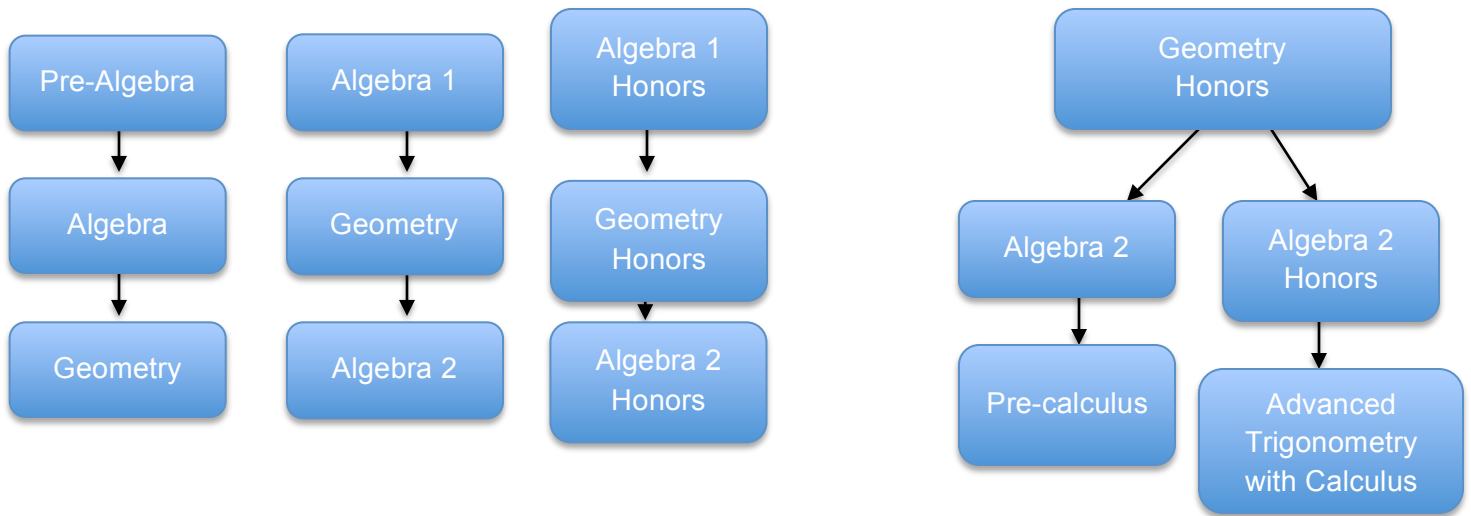 Pre-Algebra
Algebra
Geometry
Algebra 1
Geometry
Algebra 2
Algebra 1
Honors
Geometry
Honors
Algebra 2
Honors
Geometry
Honors
Algebra 2
Pre-calculus
Algebra 2
Honors
Advanced
Trigonometry
with Calculus